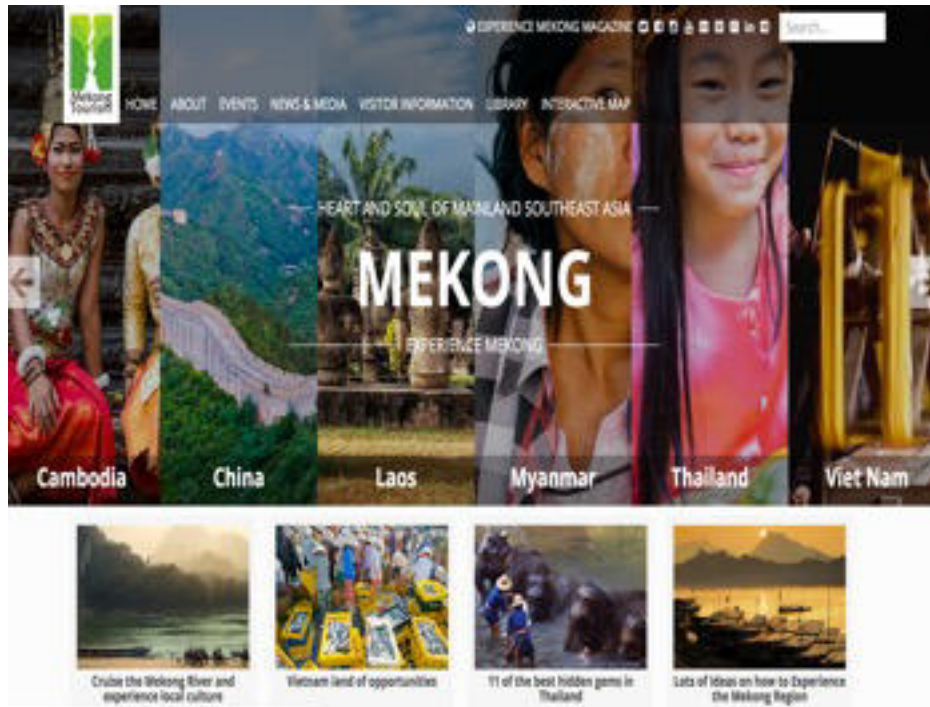 EXPERIENCE MEKONG MAGAZINE
Search...
Mekong
Tourism
HOME ABOUT EVENTS NEWS & MEDIA VISITOR INFORMATION LIBRARY INTERACTIVE MAP
HEART AND SOUL OF MAINLAND SOUTHEAST ASIA
MEKONG
EXPERIENCE MEKONG
Cambodia
China
Laos
Myanmar
Thailand
Viet Nam
Cruise the Mekong River and
experience local culture
Vietnam land of opportunities
11 of the best hidden gems in
Thailand
Lots of Ideas on how to Experience
the Mekong Region